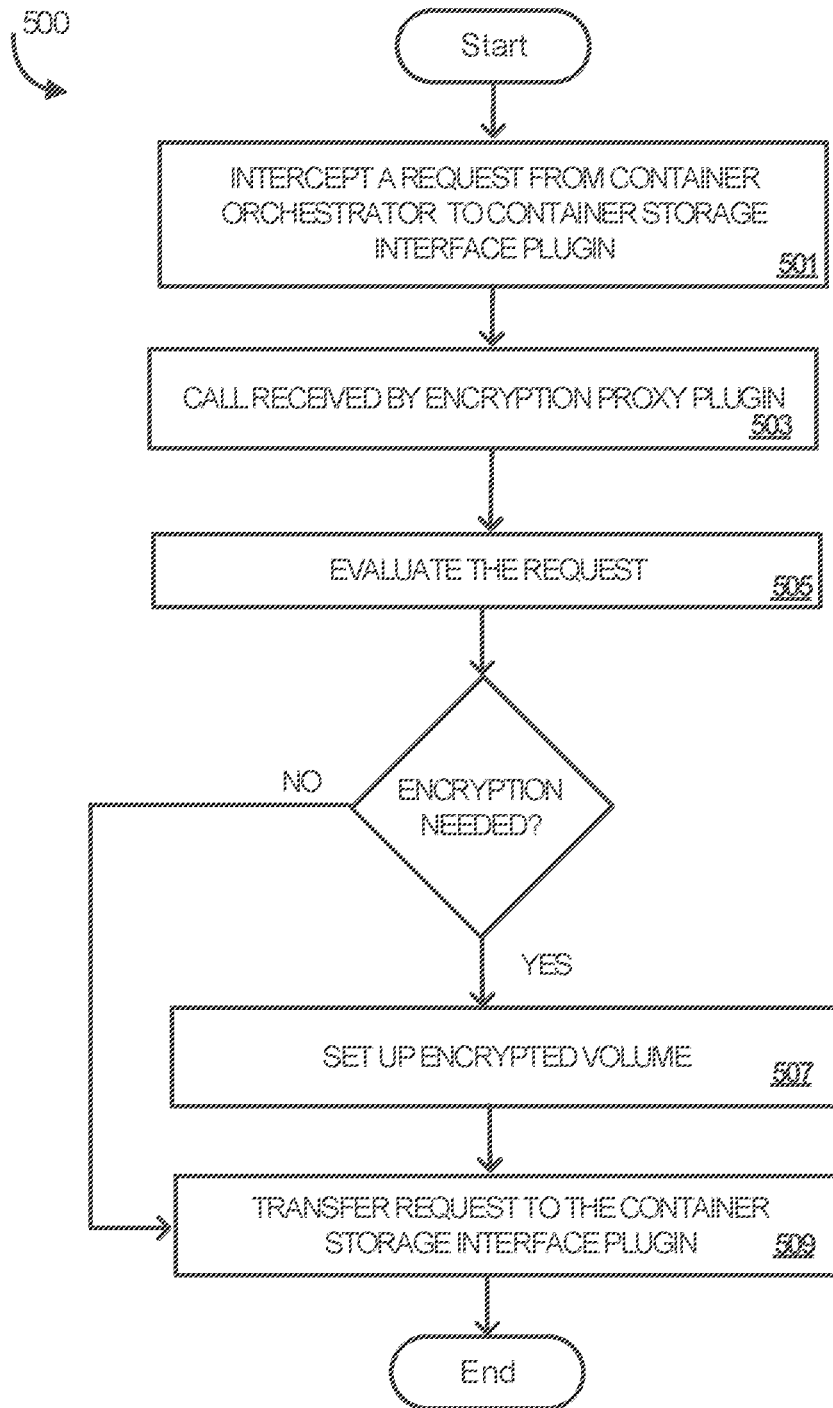 500
Start
INTERCEPT A REQUEST FROM CONTAINER
ORCHESTRATOR TO CONTAINER STORAGE
INTERFACE PLUGIN
501
CALL RECEIVED BY ENCRYPTION PROXY PLUGIN
503
EVALUATE THE REQUEST
505
ENCRYPTION
NEEDED?
NO
YES
SET UP ENCRYPTED VOLUME
507
TRANSFER REQUEST TO THE CONTAINER
STORAGE INTERFACE PLUGIN
509
End